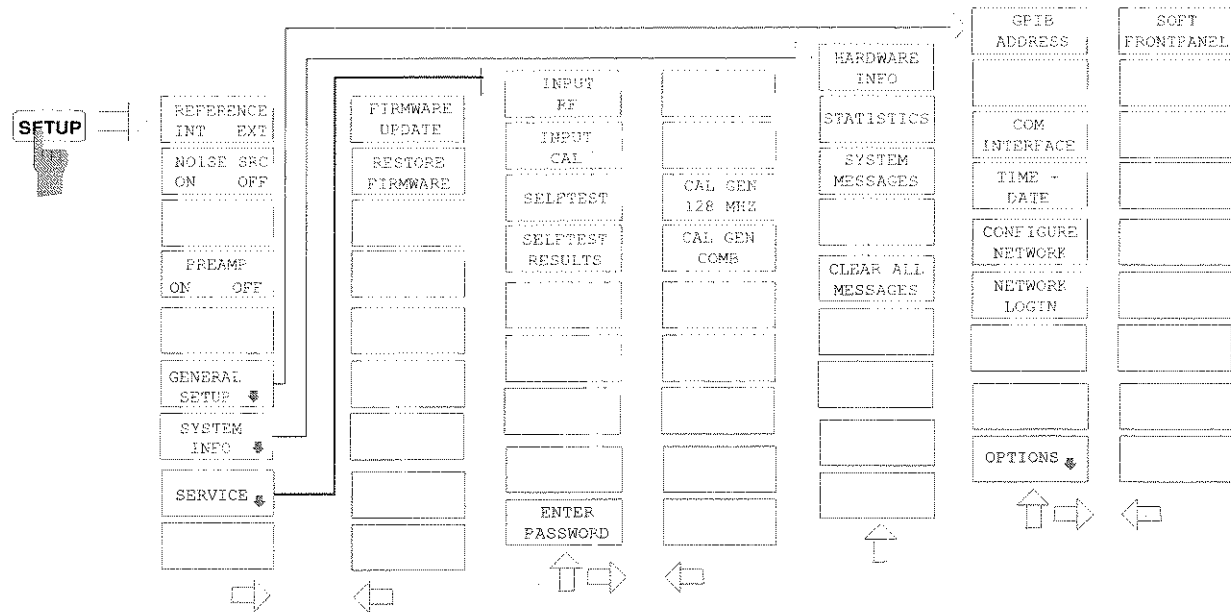 SETUP
REFERENCE
INT EXT
NOISE SRC
ON OFF
PREAMP
ON OFF
GENERAL
SETUP
SYSTEM
INFO
SERVICE
FIRMWARE
UPDATE
RESTORE
FIRMWARE
INPUT
RF
INPUT
CAL
SELFTEST
SELFTEST
RESULTS
ENTER
PASSWORD
CAL GEN
128 MHZ
CAL GEN
COMB
HARDWARE
INFO
STATISTICS
SYSTEM
MESSAGES
CLEAR ALL
MESSAGES
GPIB
ADDRESS
COM
INTERFACE
TIME -
DATE
CONFIGURE
NETWORK
NETWORK
LOGIN
OPTIONS
SOFT
FRONTPANEL